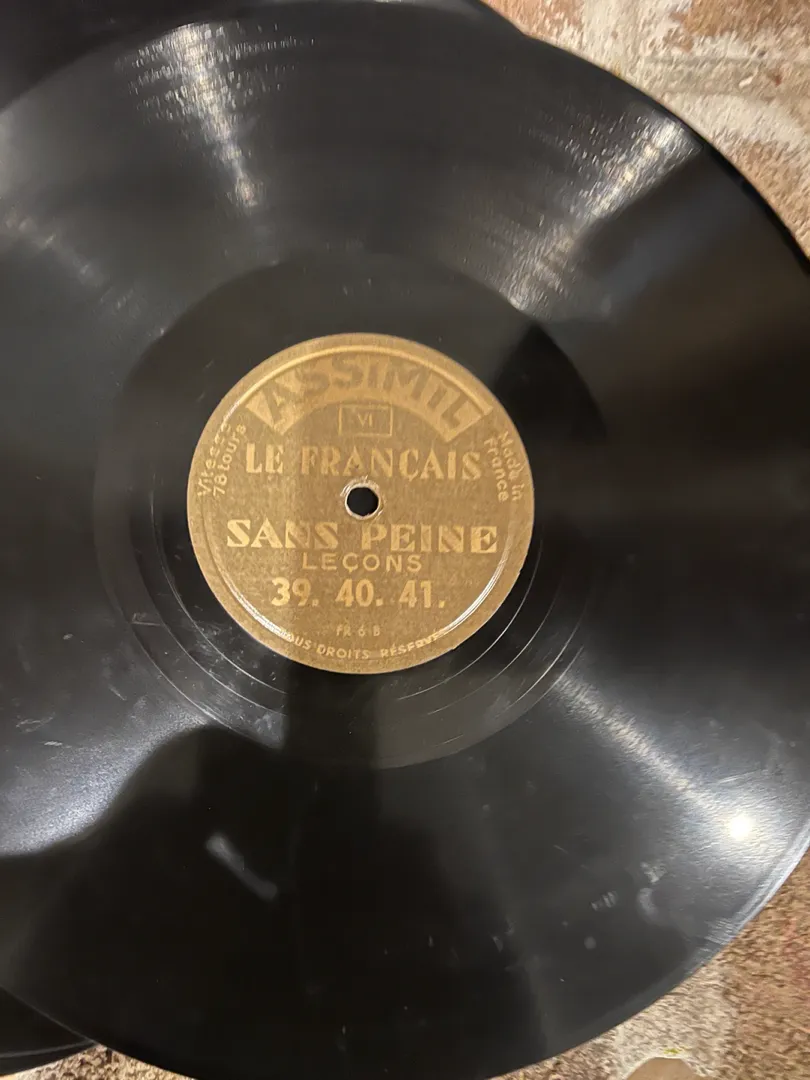 ASSIMIL
VI
Vitesse
78 tours
Made in
France
LE FRANÇAIS
SANS PEINE
LEÇONS
39. 40. 41.
FR 6 B
DROITS